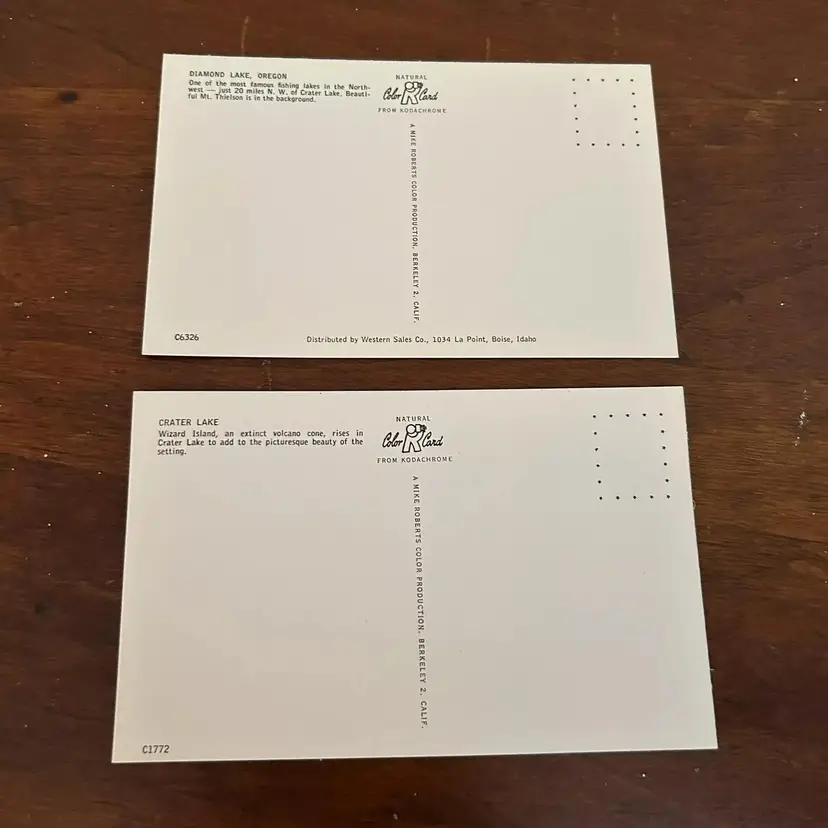 DIAMOND LAKE, OREGON
One of the most famous fishing lakes in the North-
west — just 20 miles N. W. of Crater Lake. Beauti-
ful Mt. Thielson is in the background.
NATURAL
Color Card
FROM KODACHROME
A MIKE ROBERTS COLOR PRODUCTION, BERKELEY 2, CALIF.
C6326
Distributed by Western Sales Co., 1034 La Point, Boise, Idaho
CRATER LAKE
Wizard Island, an extinct volcano cone, rises in
Crater Lake to add to the picturesque beauty of the
setting.
NATURAL
Color Card
FROM KODACHROME
A MIKE ROBERTS COLOR PRODUCTION, BERKELEY 2, CALIF.
C1772